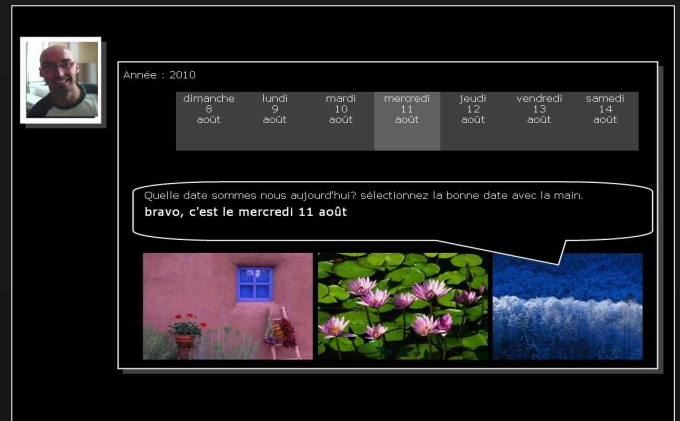 Année : 2010
dimanche lundi mardi mercredi jeudi vendredi samedi
8 9 10 11 12 13 14
août août août août août août août
Quelle date sommes nous aujourd'hui? sélectionnez la bonne date avec la main.
bravo, c'est le mercredi 11 août